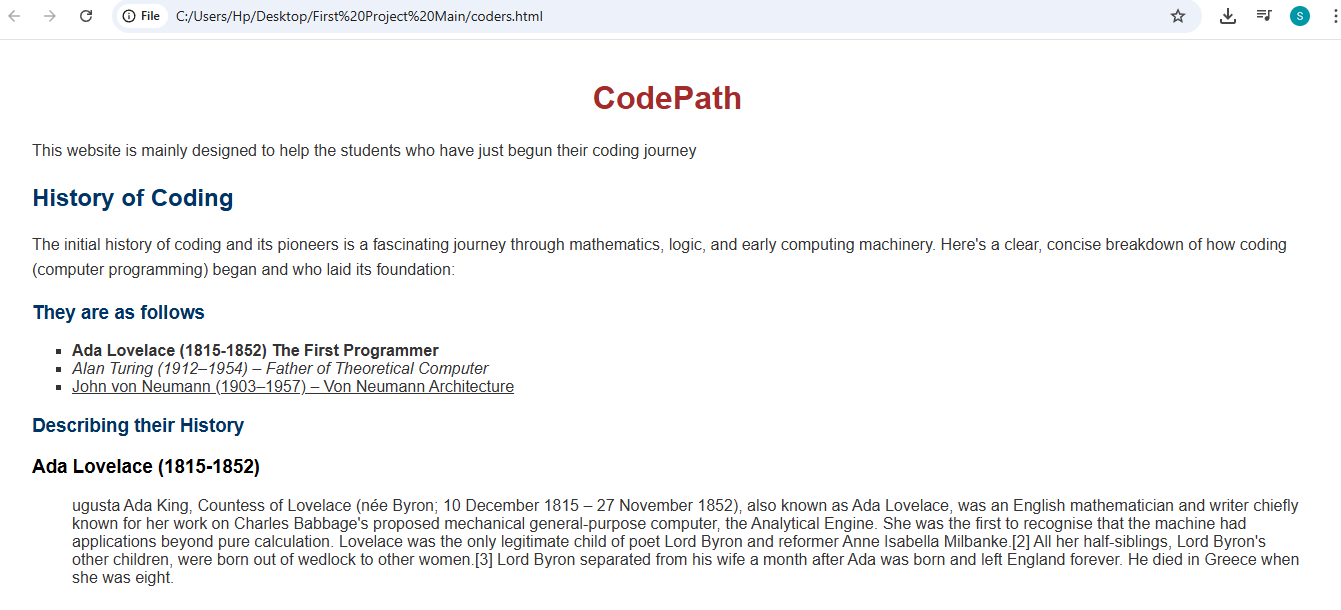 File C:/Users/Hp/Desktop/First%20Project%20Main/coders.html S
CodePath
This website is mainly designed to help the students who have just begun their coding journey
History of Coding
The initial history of coding and its pioneers is a fascinating journey through mathematics, logic, and early computing machinery. Here's a clear, concise breakdown of how coding
(computer programming) began and who laid its foundation:
They are as follows
Ada Lovelace (1815-1852) The First Programmer
Alan Turing (1912–1954) – Father of Theoretical Computer
John von Neumann (1903–1957) – Von Neumann Architecture
Describing their History
Ada Lovelace (1815-1852)
ugusta Ada King, Countess of Lovelace (née Byron; 10 December 1815 – 27 November 1852), also known as Ada Lovelace, was an English mathematician and writer chiefly
known for her work on Charles Babbage's proposed mechanical general-purpose computer, the Analytical Engine. She was the first to recognise that the machine had
applications beyond pure calculation. Lovelace was the only legitimate child of poet Lord Byron and reformer Anne Isabella Milbanke.[2] All her half-siblings, Lord Byron's
other children, were born out of wedlock to other women.[3] Lord Byron separated from his wife a month after Ada was born and left England forever. He died in Greece when
she was eight.